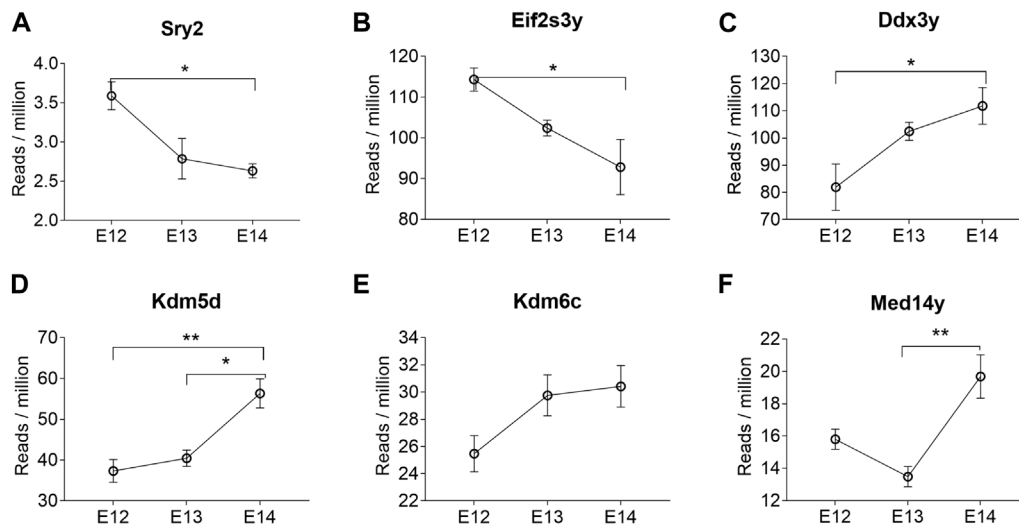 A
Sry2
*
4.0
3.5
3.0
2.5
2.0
Reads / million
E12 E13 E14
B
Eif2s3y
*
120
110
100
90
80
Reads / million
E12 E13 E14
C
Ddx3y
*
130
120
110
100
90
80
70
Reads / million
E12 E13 E14
D
Kdm5d
**
*
70
60
50
40
30
Reads / million
E12 E13 E14
E
Kdm6c
34
32
30
28
26
24
22
Reads / million
E12 E13 E14
F
Med14y
**
22
20
18
16
14
12
Reads / million
E12 E13 E14